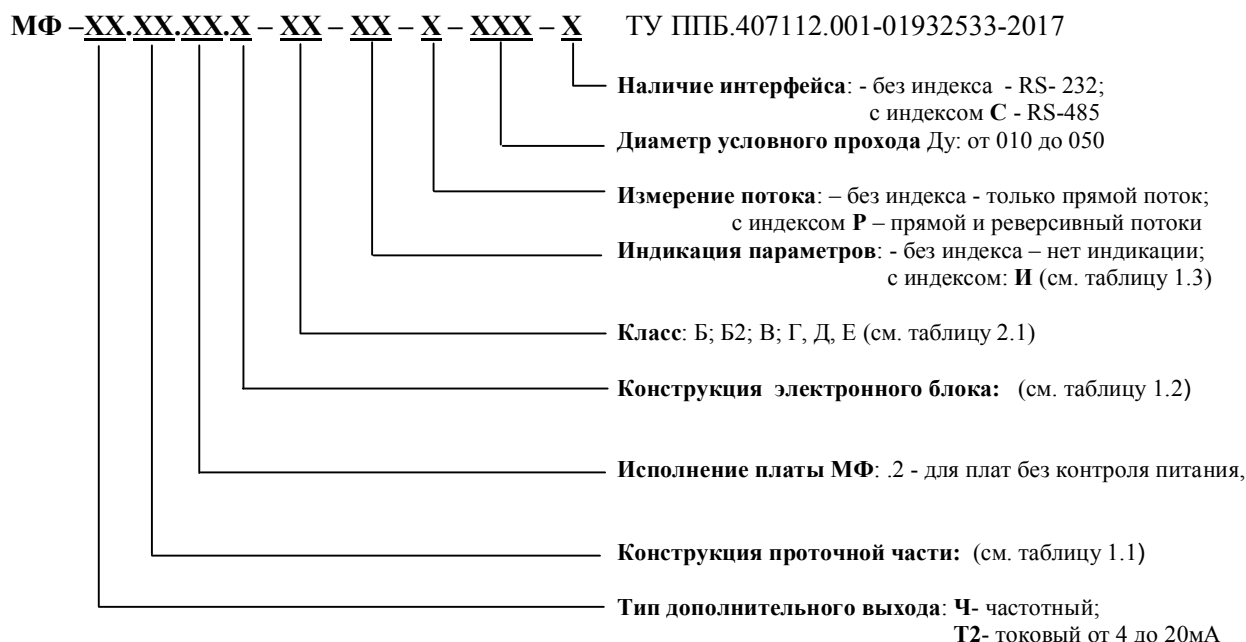 МФ –XX.XX.XX.X – XX – XX – X – XXX – X ТУ ППБ.407112.001-01932533-2017
Наличие интерфейса: - без индекса - RS- 232;
с индексом С - RS-485
Диаметр условного прохода Ду: от 010 до 050
Измерение потока: – без индекса - только прямой поток;
с индексом Р – прямой и реверсивный потоки
Индикация параметров: - без индекса – нет индикации;
с индексом: И (см. таблицу 1.3)
Класс: Б; Б2; В; Г, Д, Е (см. таблицу 2.1)
Конструкция электронного блока: (см. таблицу 1.2)
Исполнение платы МФ: .2 - для плат без контроля питания,
Конструкция проточной части: (см. таблицу 1.1)
Тип дополнительного выхода: Ч- частотный;
Т2- токовый от 4 до 20мА